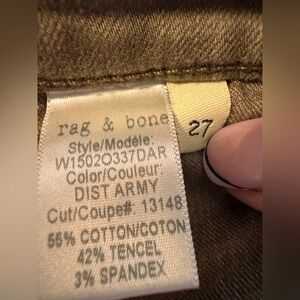 rag & bone
27
Style/Modèle:
W1502O337DAR
Color/Couleur:
DIST ARMY
Cut/Coupe#: 13148
55% COTTON/COTON
42% TENCEL
3% SPANDEX